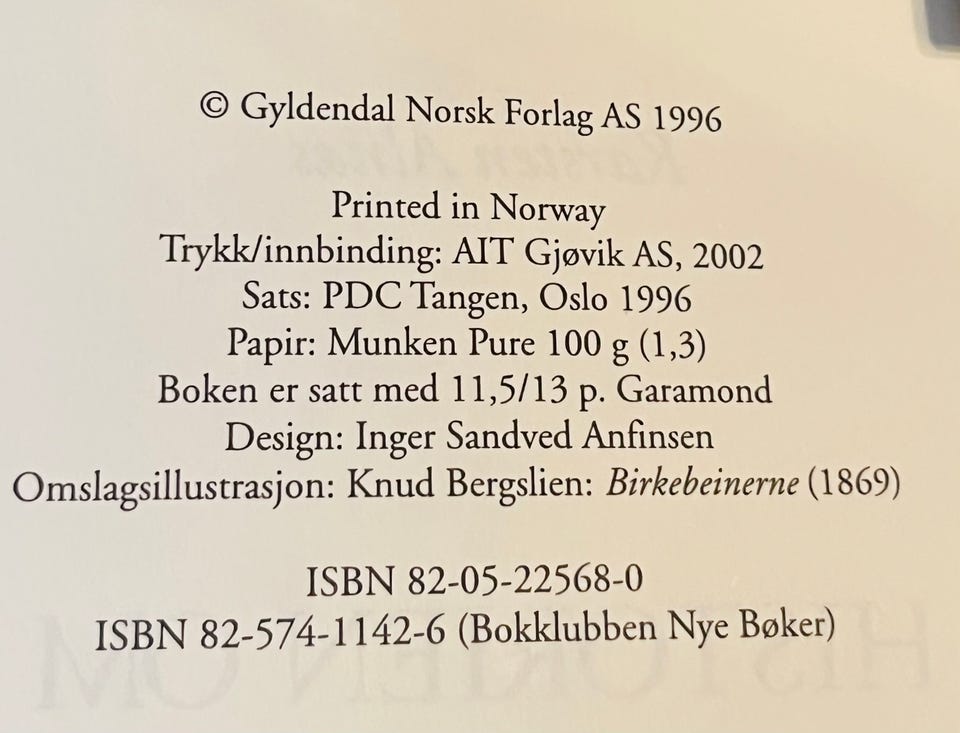 © Gyldendal Norsk Forlag AS 1996
Printed in Norway
Trykk/innbinding: AIT Gjøvik AS, 2002
Sats: PDC Tangen, Oslo 1996
Papir: Munken Pure 100 g (1,3)
Boken er satt med 11,5/13 p. Garamond
Design: Inger Sandved Anfinsen
Omslagsillustrasjon: Knud Bergslien: Birkebeinerne (1869)
ISBN 82-05-22568-0
ISBN 82-574-1142-6 (Bokklubben Nye Bøker)
HISTORIEN OM